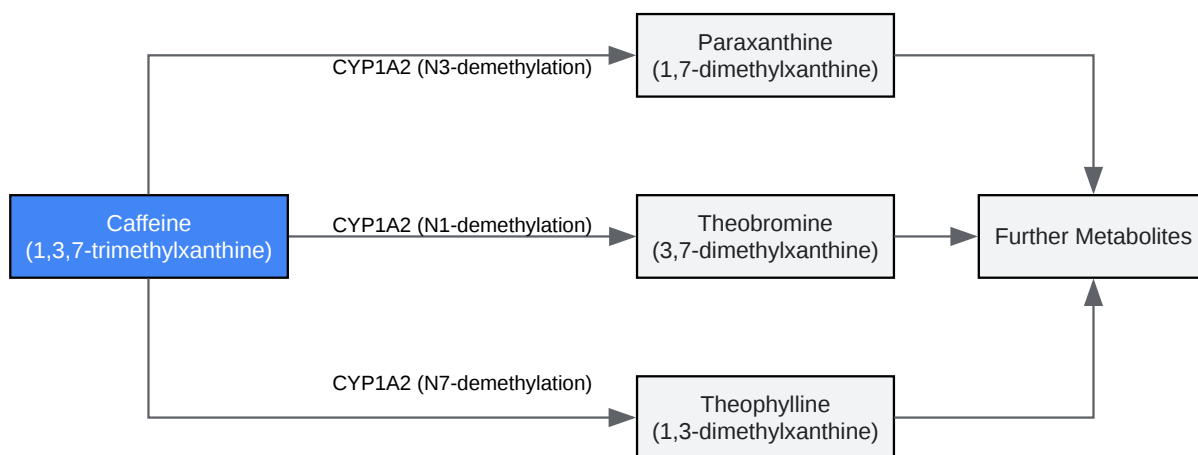 Paraxanthine
(1,7-dimethylxanthine)
CYP1A2 (N3-demethylation)
Caffeine
(1,3,7-trimethylxanthine)
CYP1A2 (N1-demethylation)
Theobromine
(3,7-dimethylxanthine)
Further Metabolites
CYP1A2 (N7-demethylation)
Theophylline
(1,3-dimethylxanthine)